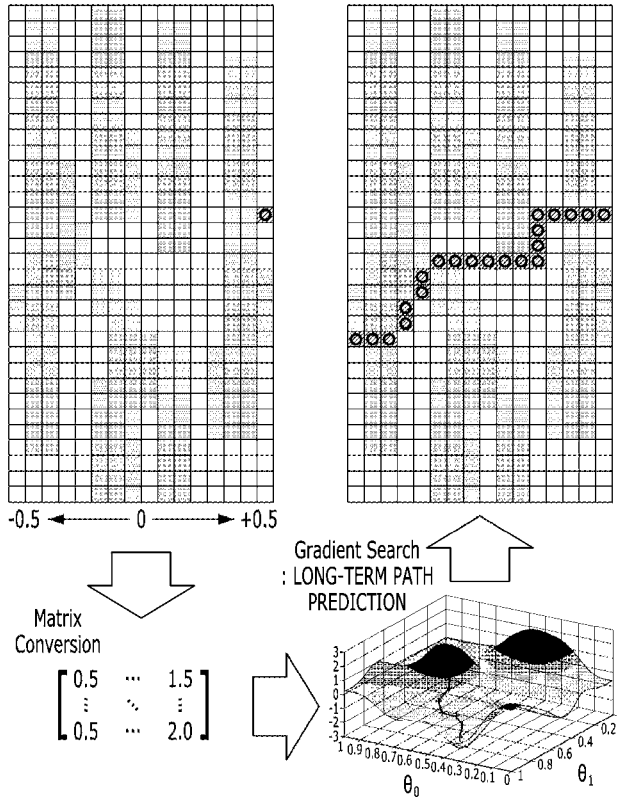 -0.5 0 +0.5
Gradient Search
: LONG-TERM PATH
PREDICTION
Matrix
Conversion
0.5 ... 1.5
⋮ ⋱ ⋮
0.5 ... 2.0
3
2
1
0
-1
-2
-3
1 0.9 0.8 0.7 0.6 0.5 0.4 0.3 0.2 0.1 0
θ0
1 0.8 0.6 0.4 0.2
θ1